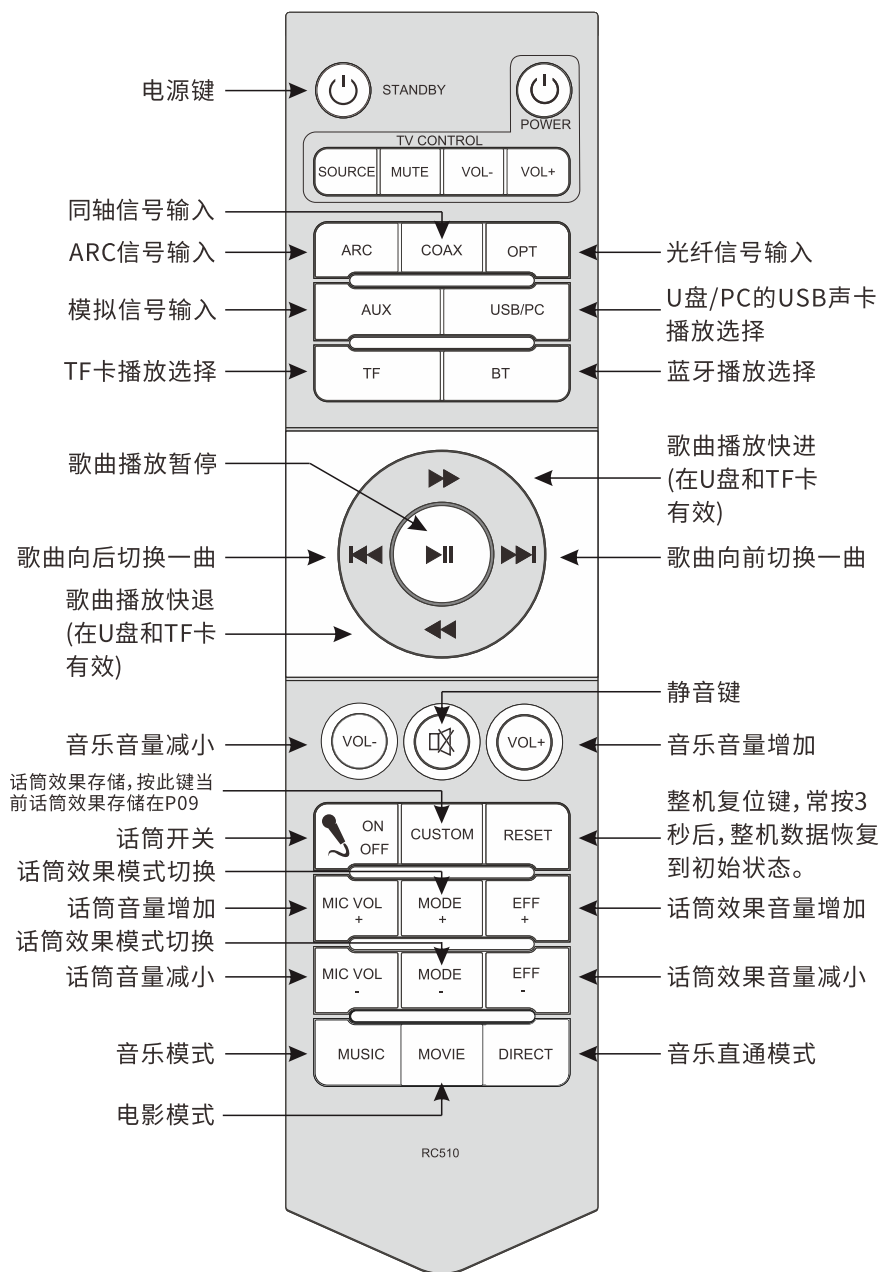 电源键
STANDBY
POWER
TV CONTROL
SOURCE
MUTE
VOL-
VOL+
同轴信号输入
ARC信号输入
ARC
COAX
OPT
光纤信号输入
模拟信号输入
AUX
USB/PC
U盘/PC的USB声卡
播放选择
TF卡播放选择
TF
BT
蓝牙播放选择
歌曲播放暂停
歌曲播放快进
(在U盘和TF卡
有效)
歌曲向后切换一曲
歌曲向前切换一曲
歌曲播放快退
(在U盘和TF卡
有效)
静音键
音乐音量减小
VOL-
VOL+
音乐音量增加
话筒效果存储,按此键当
前话筒效果存储在P09
话筒开关
ON
OFF
CUSTOM
RESET
整机复位键,常按3
秒后,整机数据恢复
到初始状态。
话筒效果模式切换
话筒音量增加
MIC VOL
+
MODE
+
EFF
+
话筒效果音量增加
话筒效果模式切换
话筒音量减小
MIC VOL
-
MODE
-
EFF
-
话筒效果音量减小
音乐模式
MUSIC
MOVIE
DIRECT
音乐直通模式
电影模式
RC510